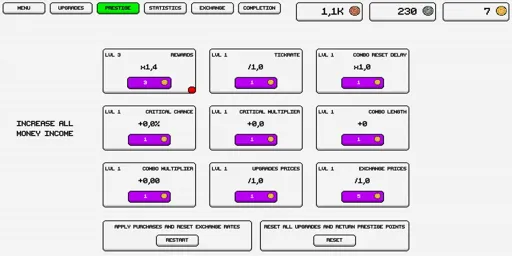 MENU UPGRADES PRESTIGE STATISTICS EXCHANGE COMPLETION 1,1K 230 7
LVL 3 REWARDS
×1,4
3
LVL 1 TICKRATE
/1,0
1
LVL 1 COMBO RESET DELAY
×1,0
1
INCREASE ALL
MONEY INCOME
LVL 1 CRITICAL CHANCE
+0,0%
1
LVL 1 CRITICAL MULTIPLIER
+0,0
1
LVL 1 COMBO LENGTH
+0
1
LVL 1 COMBO MULTIPLIER
+0,00
1
LVL 1 UPGRADES PRICES
/1,0
1
LVL 1 EXCHANGE PRICES
/1,0
5
APPLY PURCHASES AND RESET EXCHANGE RATES
RESTART
RESET ALL UPGRADES AND RETURN PRESTIGE POINTS
RESET